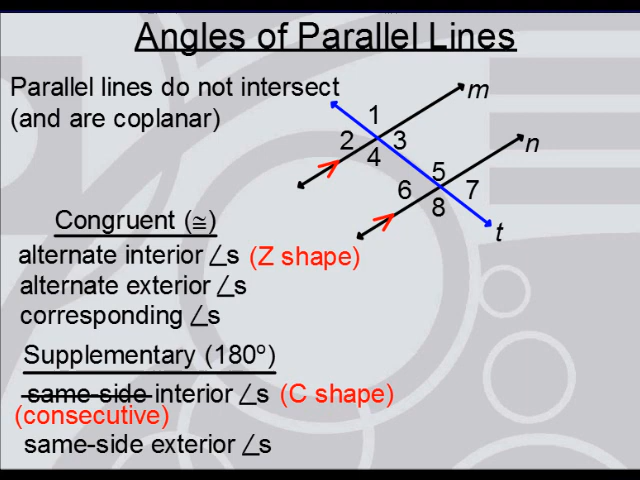 Angles of Parallel Lines
Parallel lines do not intersect
(and are coplanar)
m
1
2
3
4
n
5
6
7
8
t
Congruent (≅)
alternate interior ∠s (Z shape)
alternate exterior ∠s
corresponding ∠s
Supplementary (180º)
same-side interior ∠s (C shape)
(consecutive)
same-side exterior ∠s